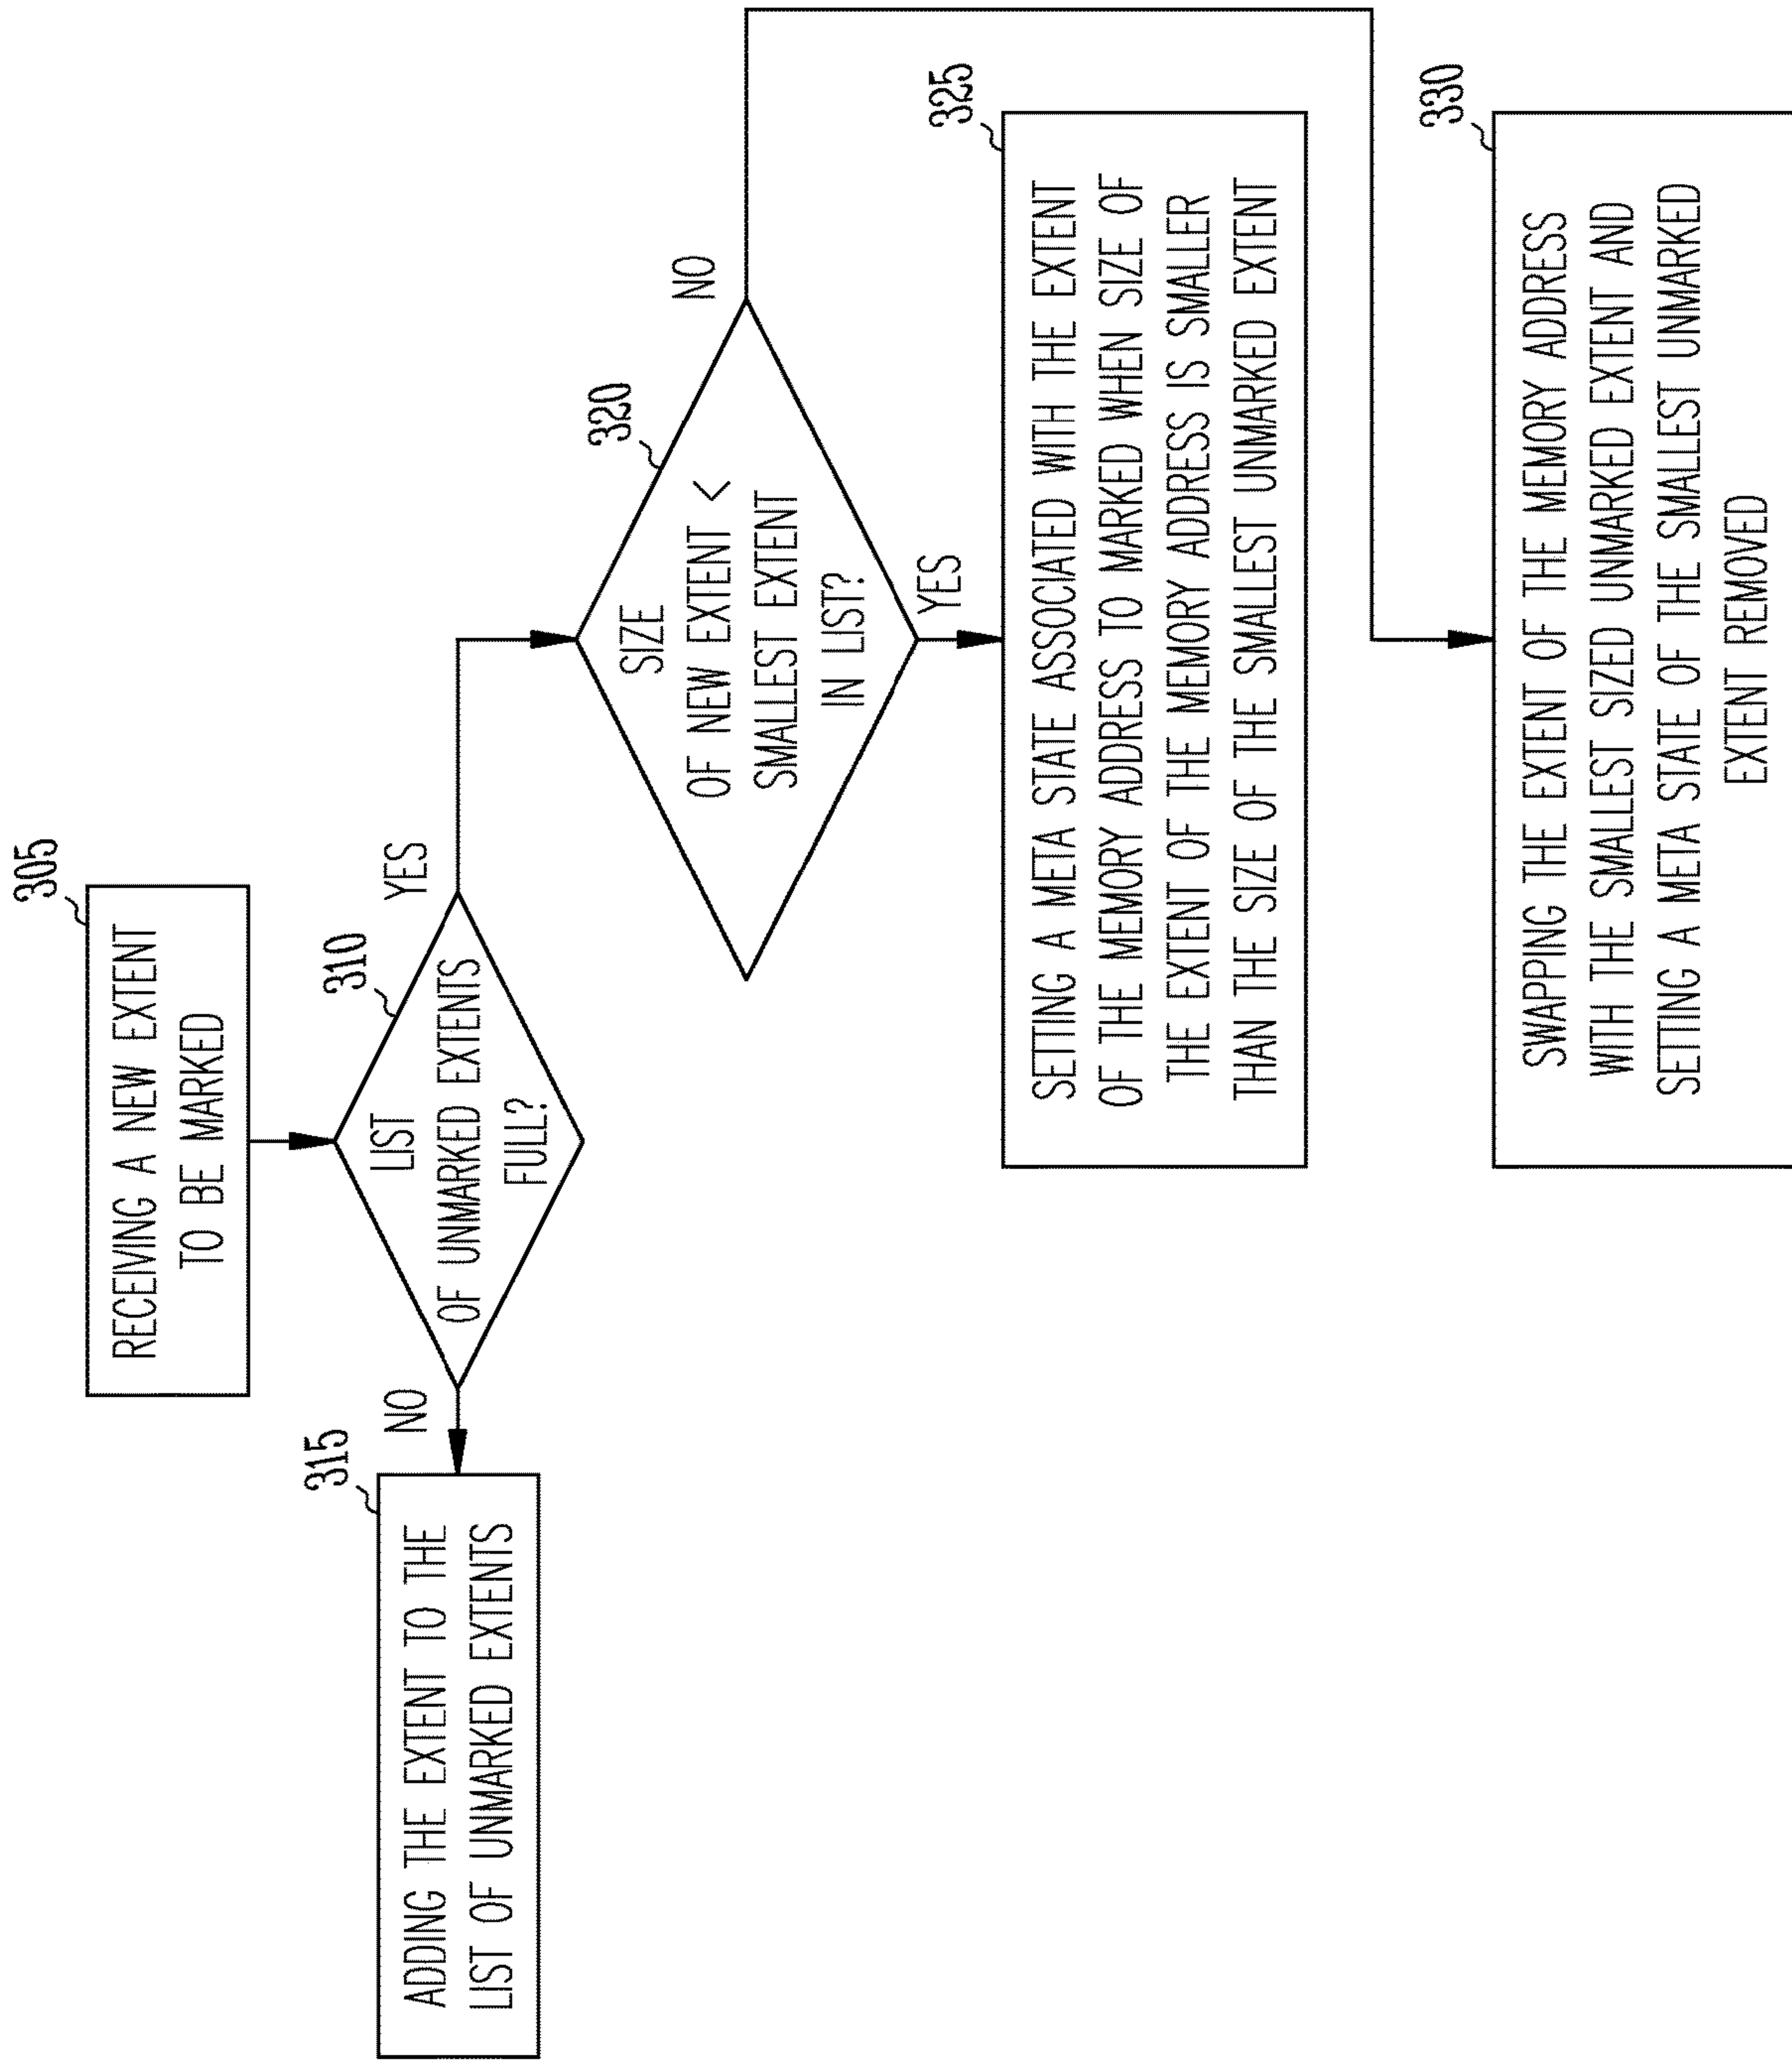 305
RECEIVING A NEW EXTENT
TO BE MARKED
310
LIST
OF UNMARKED EXTENTS
FULL?
NO
YES
315
ADDING THE EXTENT TO THE
LIST OF UNMARKED EXTENTS
320
SIZE
OF NEW EXTENT <
SMALLEST EXTENT
IN LIST?
NO
YES
325
SETTING A META STATE ASSOCIATED WITH THE EXTENT
OF THE MEMORY ADDRESS TO MARKED WHEN SIZE OF
THE EXTENT OF THE MEMORY ADDRESS IS SMALLER
THAN THE SIZE OF THE SMALLEST UNMARKED EXTENT
330
SWAPPING THE EXTENT OF THE MEMORY ADDRESS
WITH THE SMALLEST SIZED UNMARKED EXTENT AND
SETTING A META STATE OF THE SMALLEST UNMARKED
EXTENT REMOVED